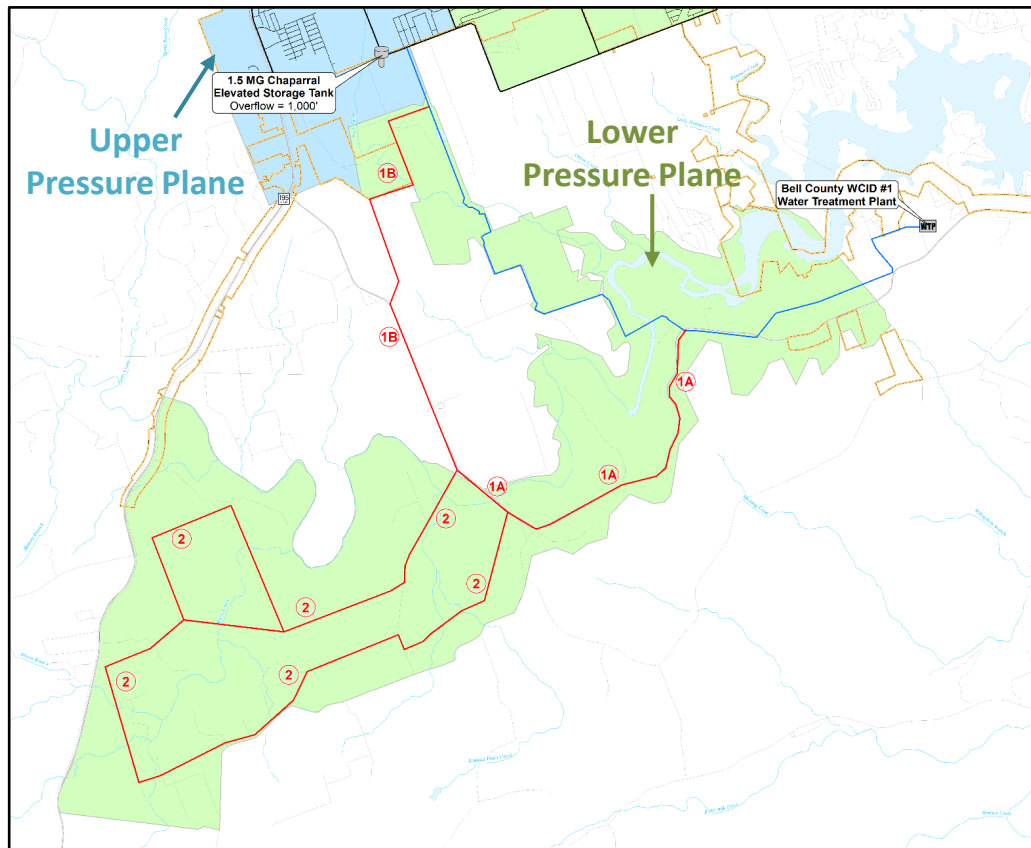 1.5 MG Chaparral
Elevated Storage Tank
Overflow = 1,000'
Upper
Pressure Plane
Lower
Pressure Plane
Bell County WCID #1
Water Treatment Plant
WTP
195
1B
1B
1A
1A
1A
2
2
2
2
2
2